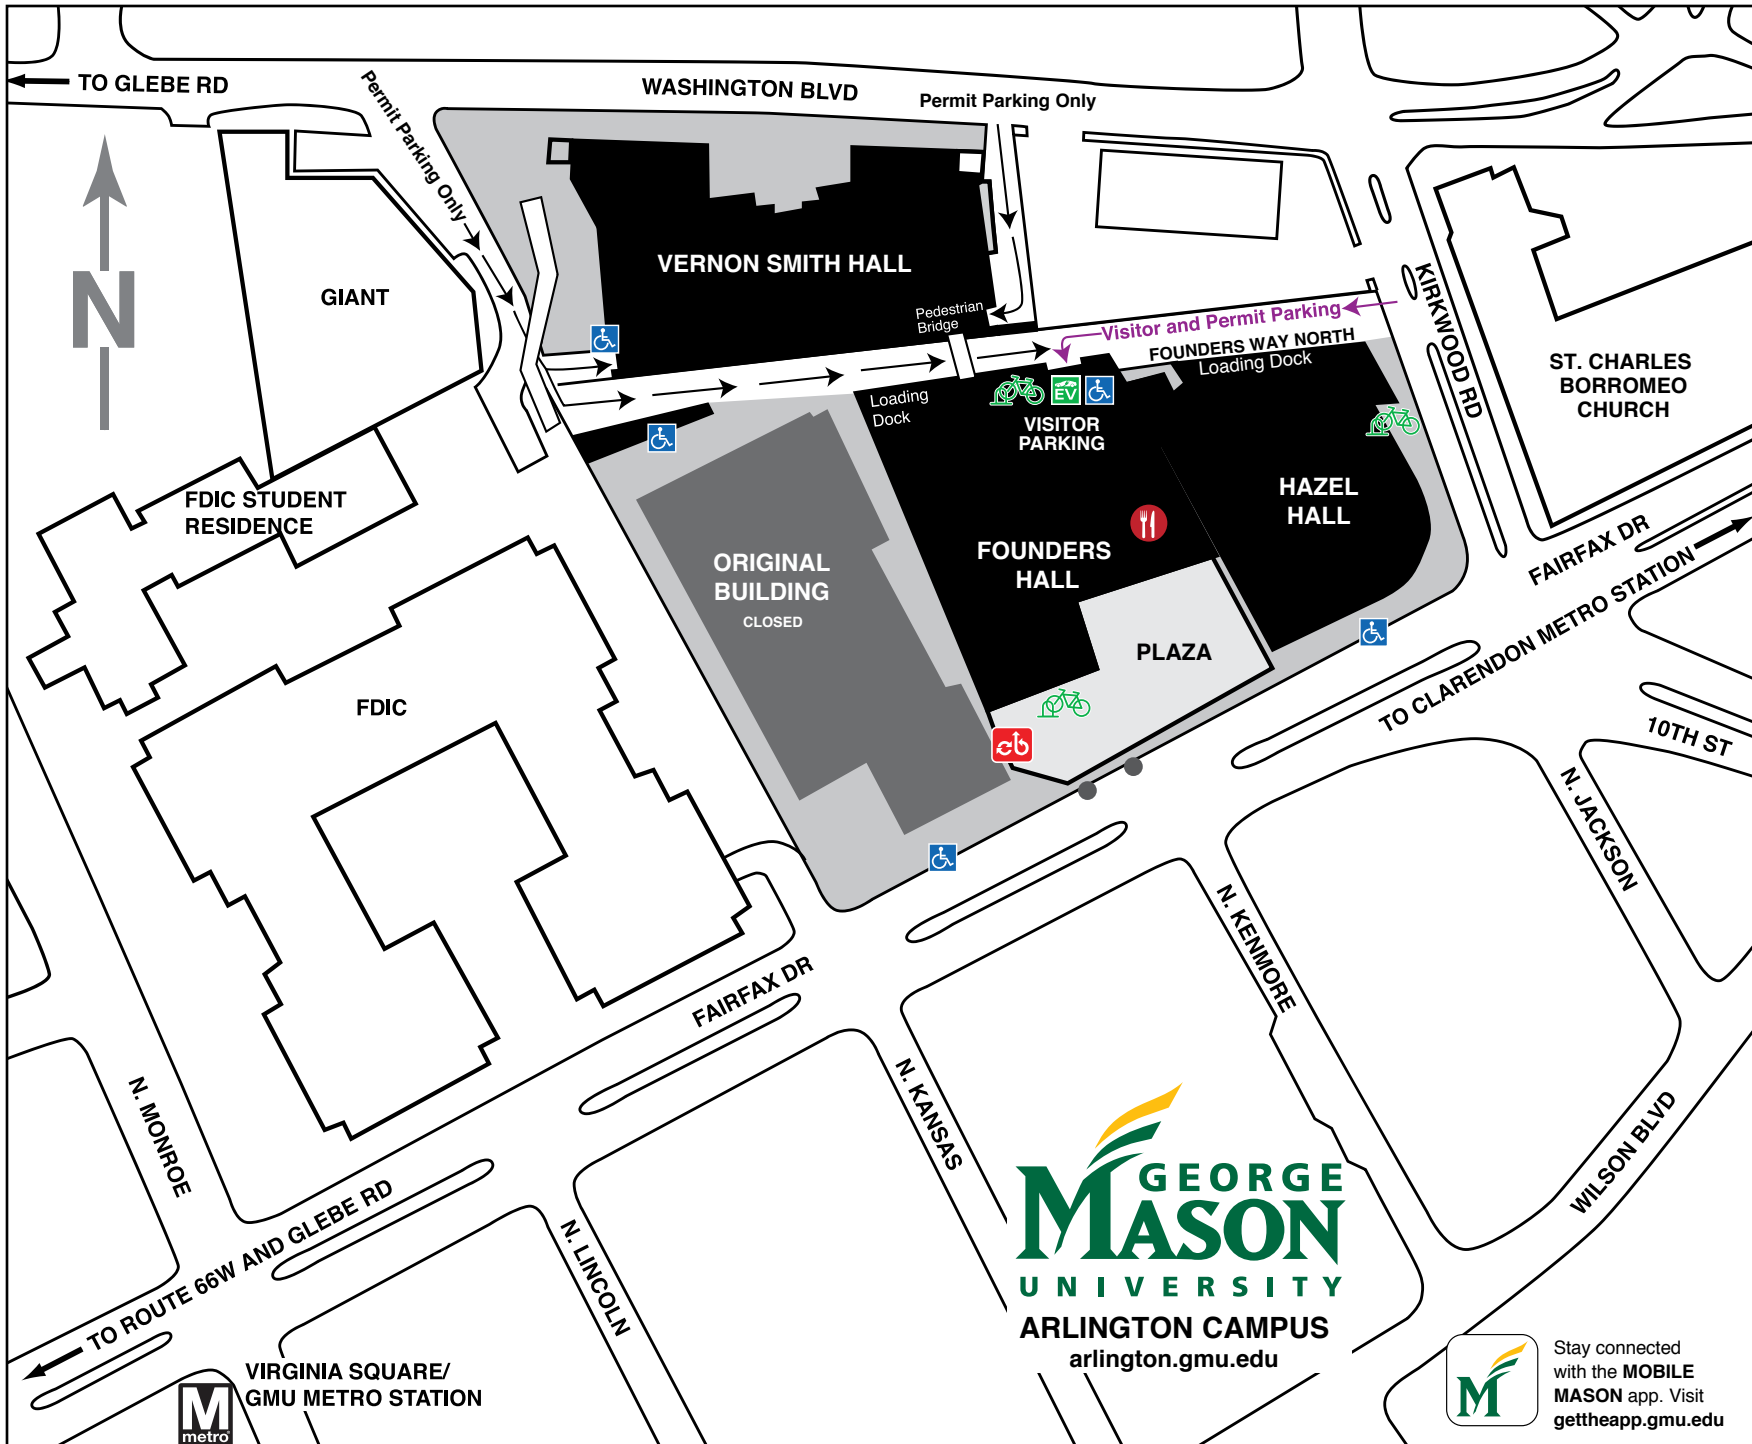 TO GLEBE RD
WASHINGTON BLVD
Permit Parking Only
Permit Parking Only
N
GIANT
VERNON SMITH HALL
Pedestrian
Bridge
Visitor and Permit Parking
FOUNDERS WAY NORTH
Loading Dock
KIRKWOOD RD
ST. CHARLES
BORROMEO
CHURCH
Loading
Dock
EV
VISITOR
PARKING
HAZEL
HALL
FDIC STUDENT
RESIDENCE
ORIGINAL
BUILDING
CLOSED
FOUNDERS
HALL
PLAZA
FAIRFAX DR
TO CLARENDON METRO STATION
FDIC
cb
10TH ST
N. JACKSON
N. KENMORE
FAIRFAX DR
N. KANSAS
N. MONROE
WILSON BLVD
TO ROUTE 66W AND GLEBE RD
N. LINCOLN
GEORGE
MASON
UNIVERSITY
ARLINGTON CAMPUS
arlington.gmu.edu
M
metro
VIRGINIA SQUARE/
GMU METRO STATION
M
Stay connected
with the MOBILE
MASON app. Visit
gettheapp.gmu.edu